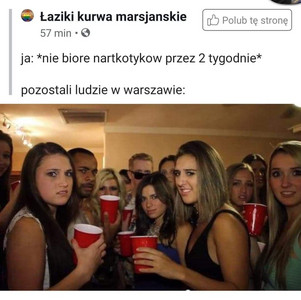 Łaziki kurwa marsjanskie
57 min •
Polub tę stronę
ja: *nie biore nartkotykow przez 2 tygodnie*
pozostali ludzie w warszawie: